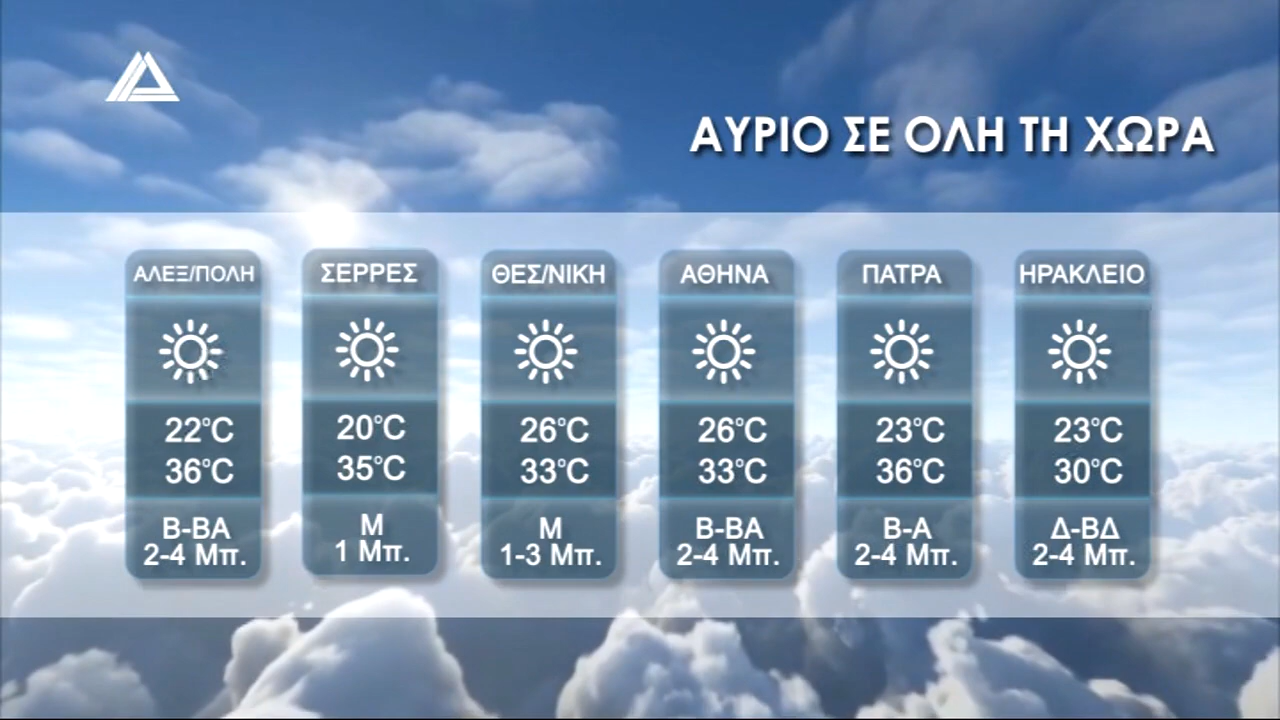 ΑΥΡΙΟ ΣΕ ΟΛΗ ΤΗ ΧΩΡΑ
ΑΛΕΞ/ΠΟΛΗ
22°C
36°C
Β-ΒΑ
2-4 Μπ.
ΣΕΡΡΕΣ
20°C
35°C
Μ
1 Μπ.
ΘΕΣ/ΝΙΚΗ
26°C
33°C
Μ
1-3 Μπ.
ΑΘΗΝΑ
26°C
33°C
Β-ΒΑ
2-4 Μπ.
ΠΑΤΡΑ
23°C
36°C
Β-Α
2-4 Μπ.
ΗΡΑΚΛΕΙΟ
23°C
30°C
Δ-ΒΔ
2-4 Μπ.